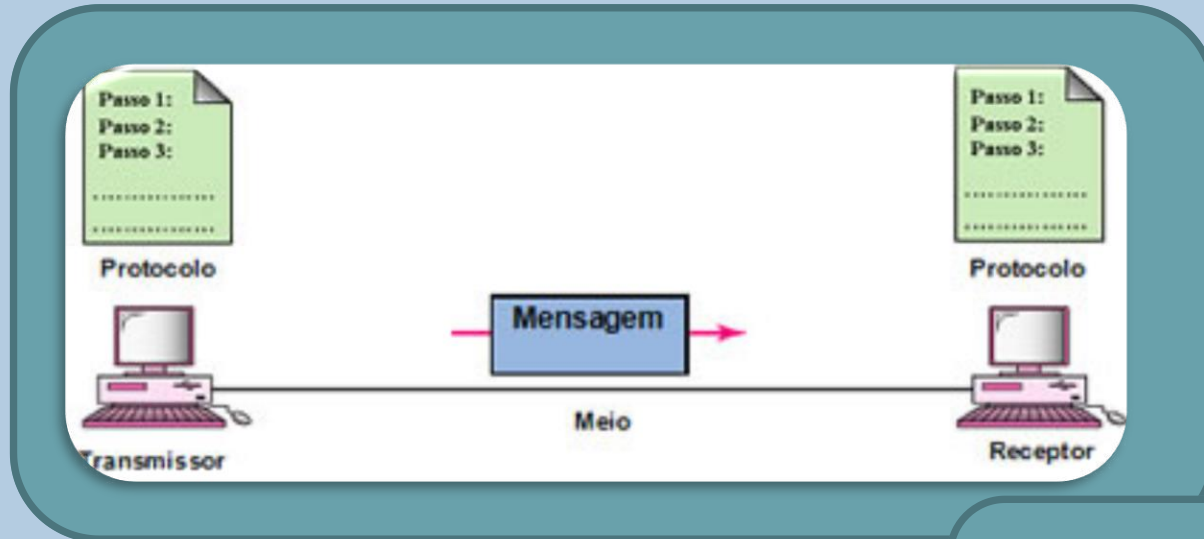 Passo 1:
Passo 2:
Passo 3:
Protocolo
Passo 1:
Passo 2:
Passo 3:
Protocolo
Mensagem
Meio
Transmissor
Receptor